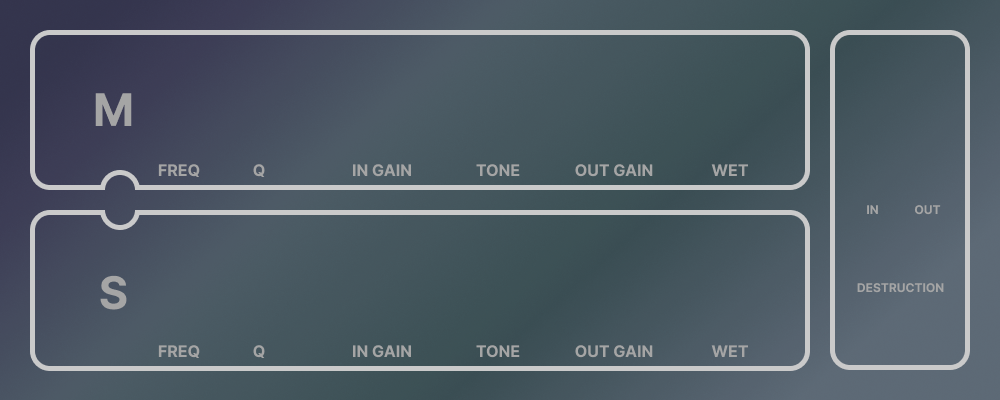 M
FREQ Q IN GAIN TONE OUT GAIN WET
S
FREQ Q IN GAIN TONE OUT GAIN WET
IN OUT
DESTRUCTION